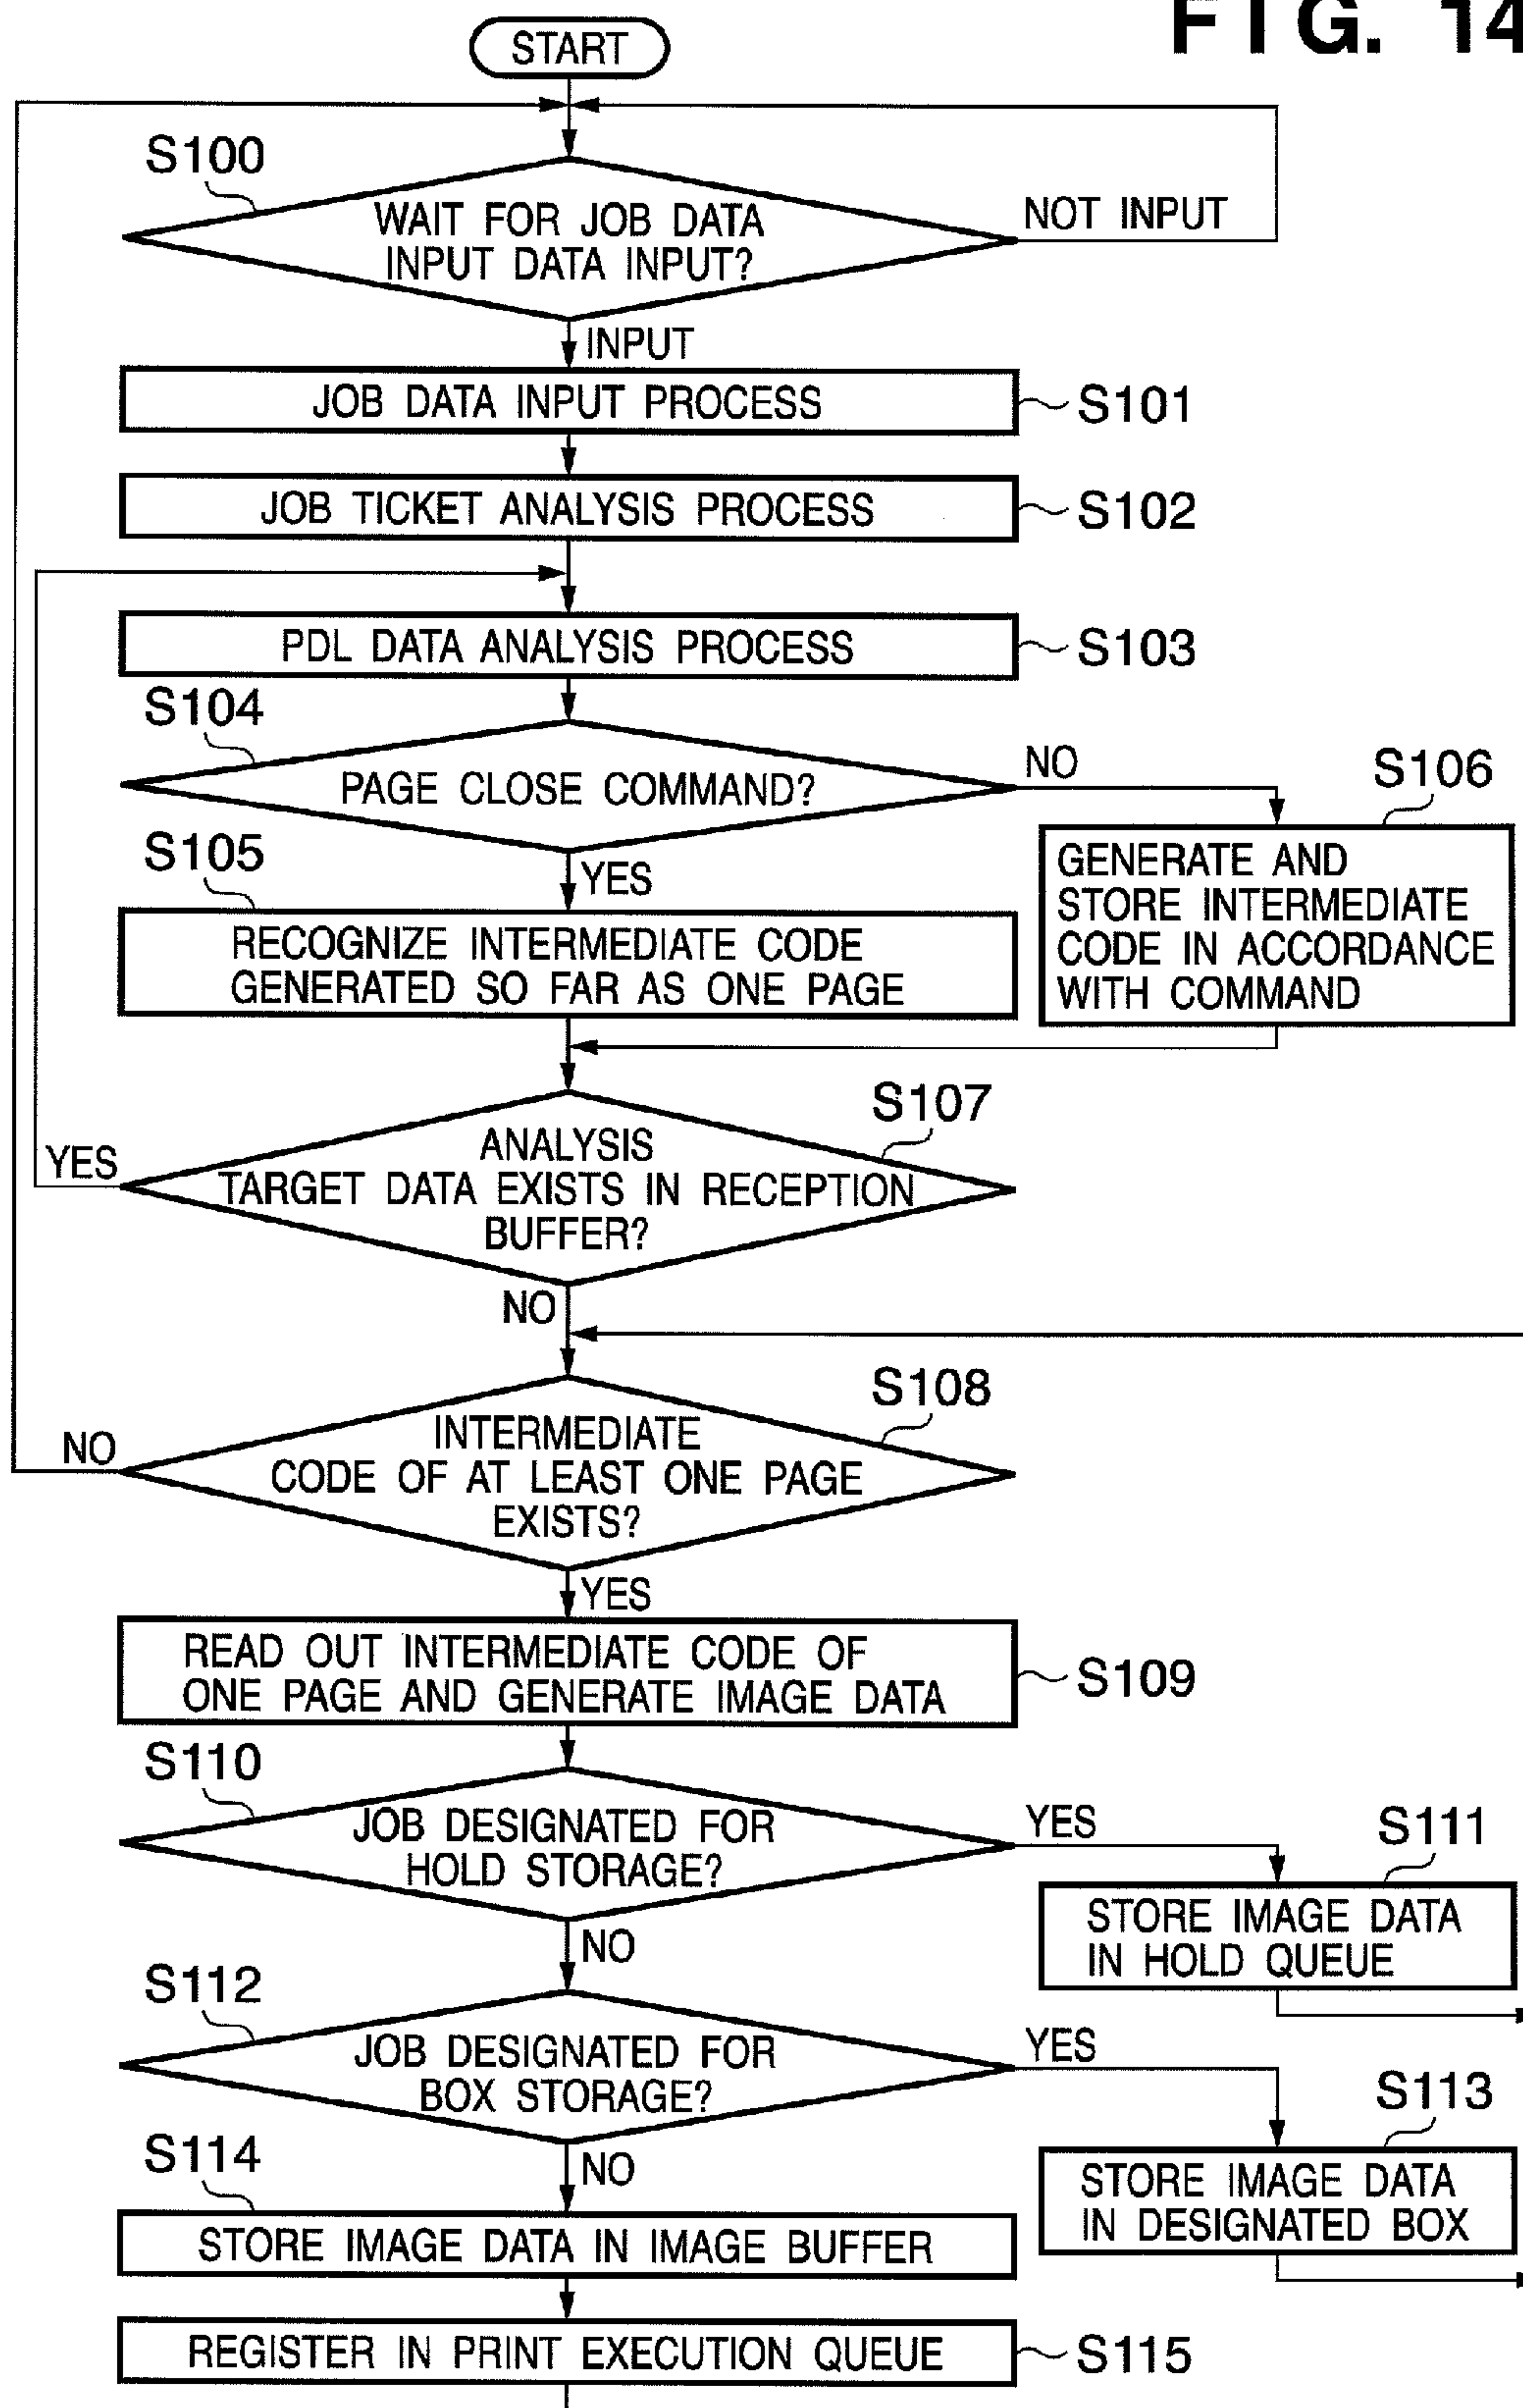 FIG. 14
START
S100
WAIT FOR JOB DATA
INPUT DATA INPUT?
NOT INPUT
INPUT
JOB DATA INPUT PROCESS
S101
JOB TICKET ANALYSIS PROCESS
S102
PDL DATA ANALYSIS PROCESS
S103
S104
PAGE CLOSE COMMAND?
NO
S106
S105
YES
GENERATE AND
STORE INTERMEDIATE
CODE IN ACCORDANCE
WITH COMMAND
RECOGNIZE INTERMEDIATE CODE
GENERATED SO FAR AS ONE PAGE
S107
ANALYSIS
TARGET DATA EXISTS IN RECEPTION
BUFFER?
YES
NO
S108
INTERMEDIATE
CODE OF AT LEAST ONE PAGE
EXISTS?
NO
YES
READ OUT INTERMEDIATE CODE OF
ONE PAGE AND GENERATE IMAGE DATA
S109
S110
JOB DESIGNATED FOR
HOLD STORAGE?
YES
S111
STORE IMAGE DATA
IN HOLD QUEUE
NO
S112
JOB DESIGNATED FOR
BOX STORAGE?
YES
S113
STORE IMAGE DATA
IN DESIGNATED BOX
NO
S114
STORE IMAGE DATA IN IMAGE BUFFER
REGISTER IN PRINT EXECUTION QUEUE
S115